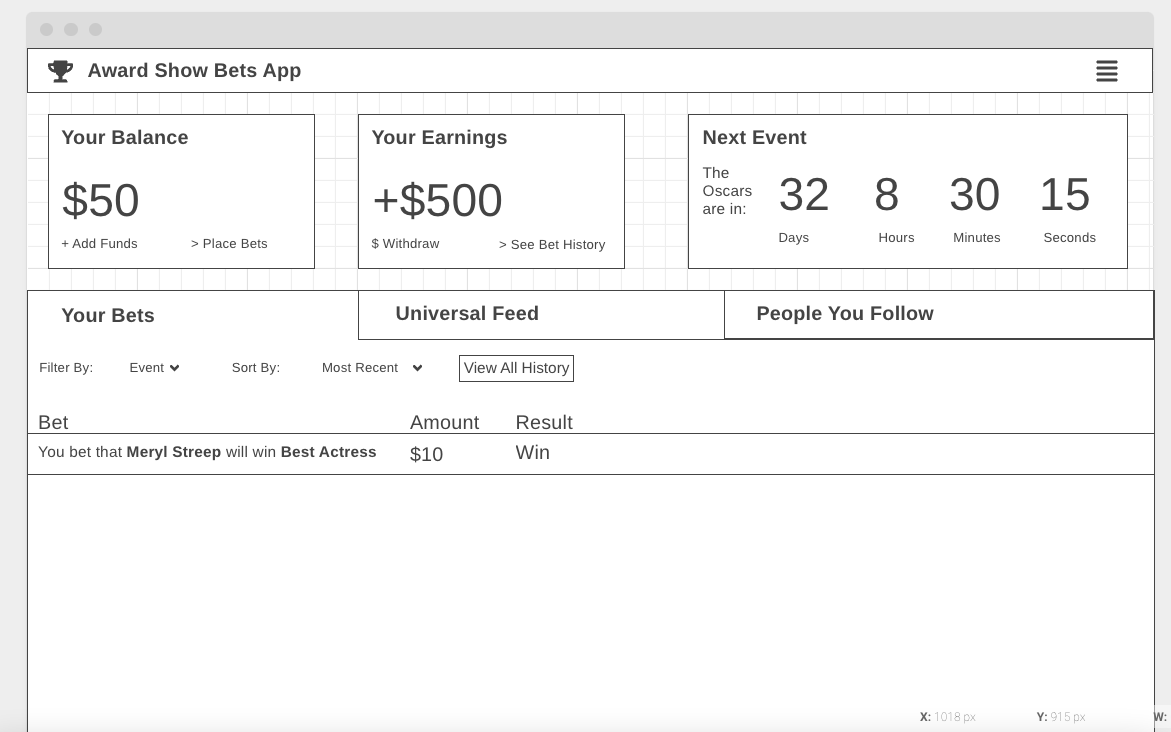 Award Show Bets App
Your Balance
$50
+ Add Funds
> Place Bets
Your Earnings
+$500
$ Withdraw
> See Bet History
Next Event
The
Oscars
are in:
32 8 30 15
Days Hours Minutes Seconds
Your Bets
Universal Feed
People You Follow
Filter By: Event Sort By: Most Recent View All History
Bet Amount Result
You bet that Meryl Streep will win Best Actress $10 Win
X: 1018 px Y: 915 px W: